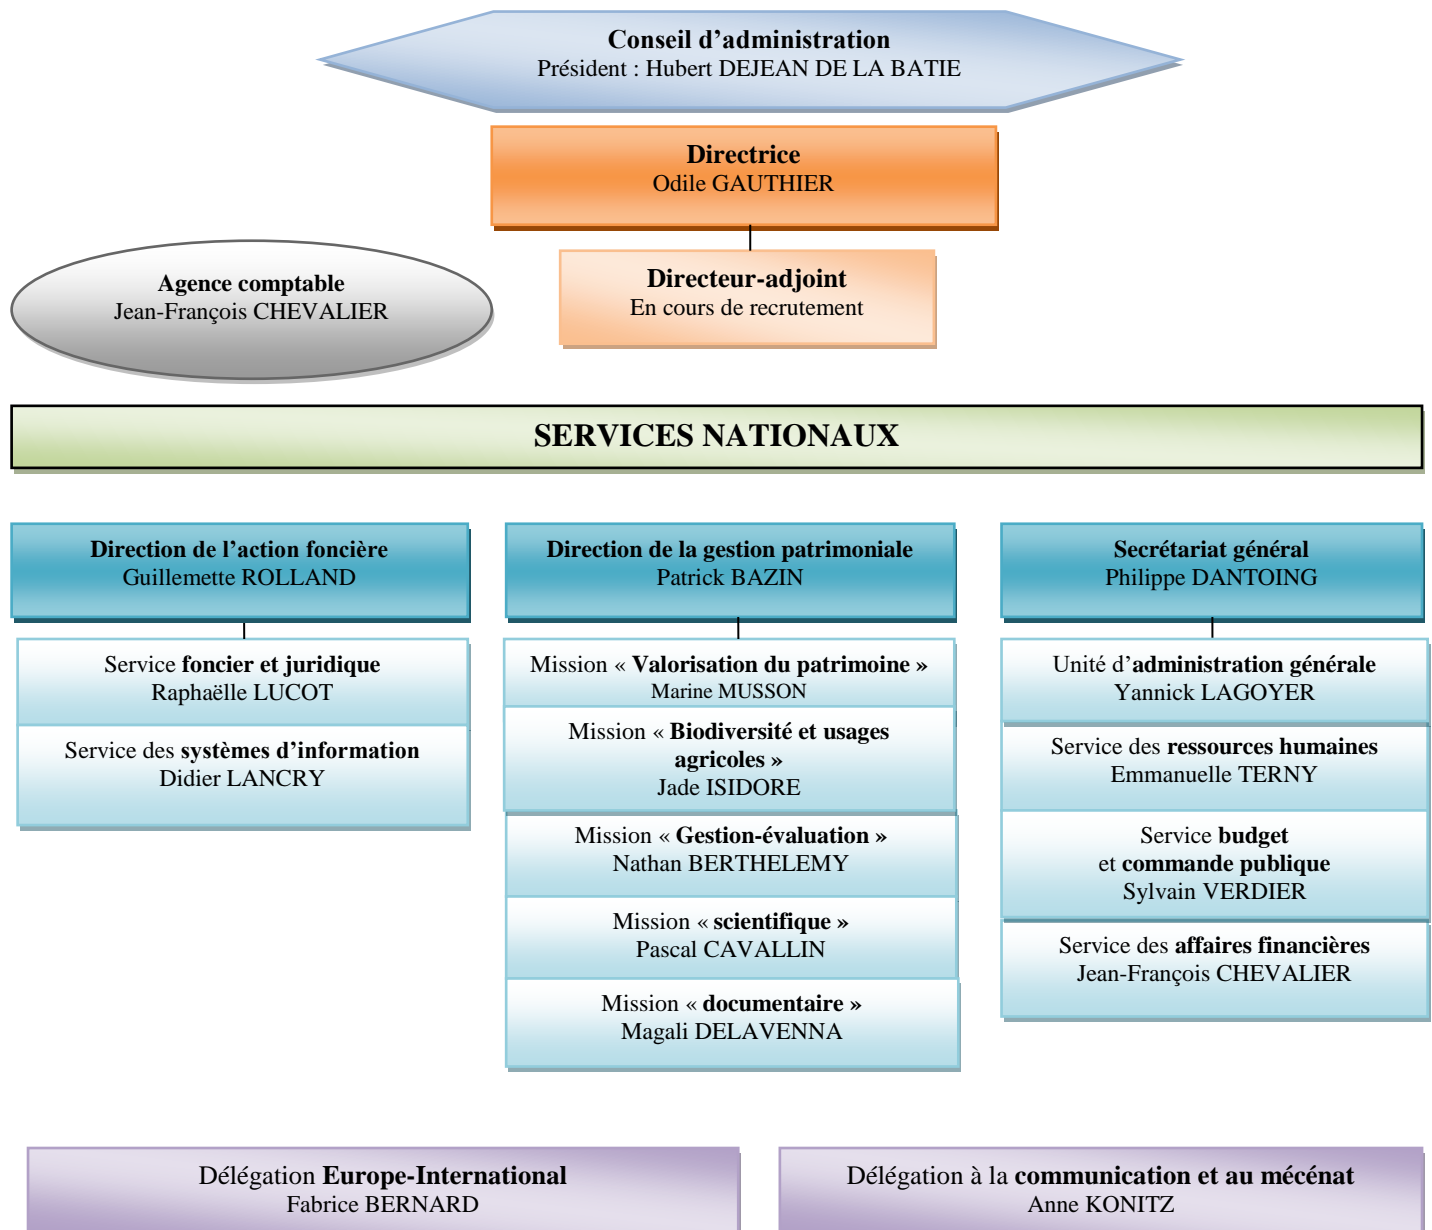 Conseil d’administration
Président : Hubert DEJEAN DE LA BATIE
Directrice
Odile GAUTHIER
Agence comptable
Jean-François CHEVALIER
Directeur-adjoint
En cours de recrutement
SERVICES NATIONAUX
Direction de l’action foncière
Guillemette ROLLAND
Service foncier et juridique
Raphaëlle LUCOT
Service des systèmes d’information
Didier LANCRY
Direction de la gestion patrimoniale
Patrick BAZIN
Mission « Valorisation du patrimoine »
Marine MUSSON
Mission « Biodiversité et usages
agricoles »
Jade ISIDORE
Mission « Gestion-évaluation »
Nathan BERTHELEMY
Mission « scientifique »
Pascal CAVALLIN
Mission « documentaire »
Magali DELAVENNA
Secrétariat général
Philippe DANTOING
Unité d’administration générale
Yannick LAGOYER
Service des ressources humaines
Emmanuelle TERNY
Service budget
et commande publique
Sylvain VERDIER
Service des affaires financières
Jean-François CHEVALIER
Délégation Europe-International
Fabrice BERNARD
Délégation à la communication et au mécénat
Anne KONITZ